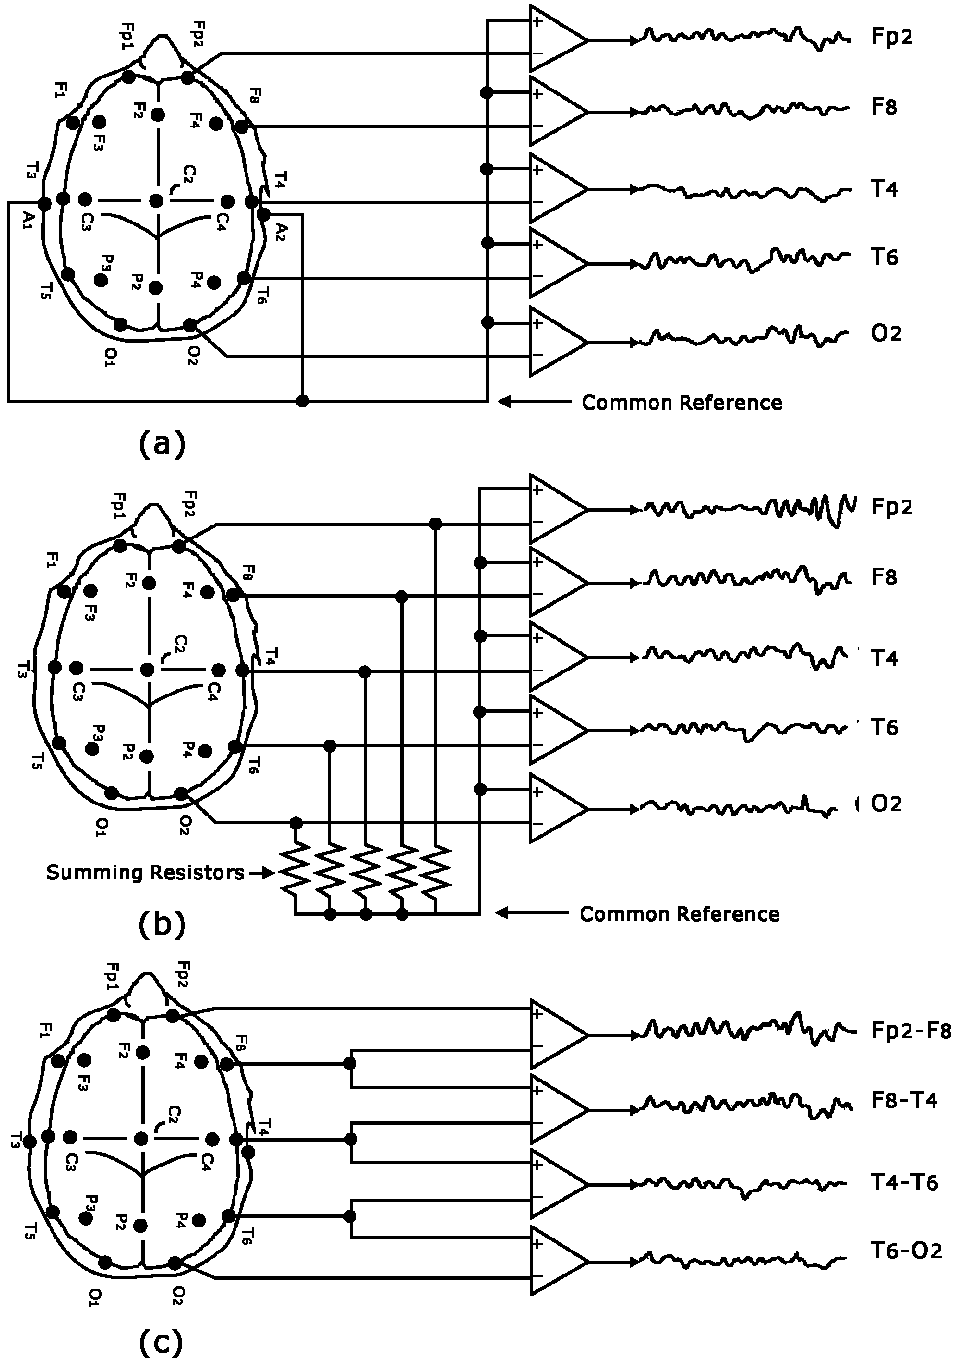 Fp1 Fp2
F1 F2 F4 F8
F3
T3 C2 T4
A1 C3 C4 A2
P3 P2 P4
T5 T6
O1 O2
+ − Fp2
+ − F8
+ − T4
+ − T6
+ − O2
Common Reference
(a)
Fp1 Fp2
F1 F2 F4 F8
F3
T3 C2 T4
C3 C4
P3 P2 P4
T5 T6
O1 O2
+ − Fp2
+ − F8
+ − T4
+ − T6
+ − O2
Summing Resistors
Common Reference
(b)
Fp1 Fp2
F1 F2 F4 F8
F3
T3 C2 T4
C3 C4
P3 P2 P4
T5 T6
O1 O2
+ − Fp2-F8
+ − F8-T4
+ − T4-T6
+ − T6-O2
(c)